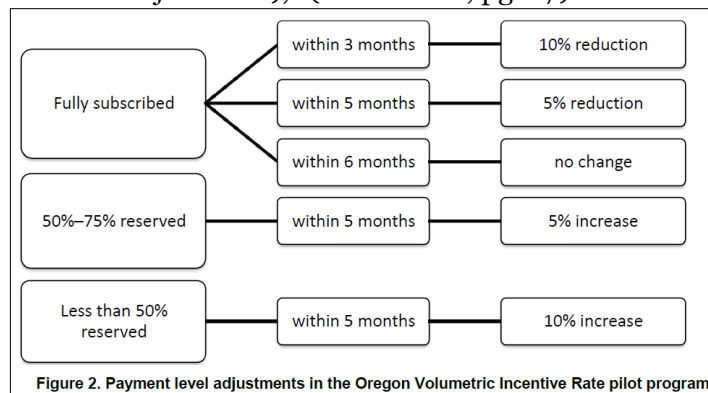 within 3 months
10% reduction
Fully subscribed
within 5 months
5% reduction
within 6 months
no change
50%–75% reserved
within 5 months
5% increase
Less than 50%
reserved
within 5 months
10% increase
Figure 2. Payment level adjustments in the Oregon Volumetric Incentive Rate pilot program